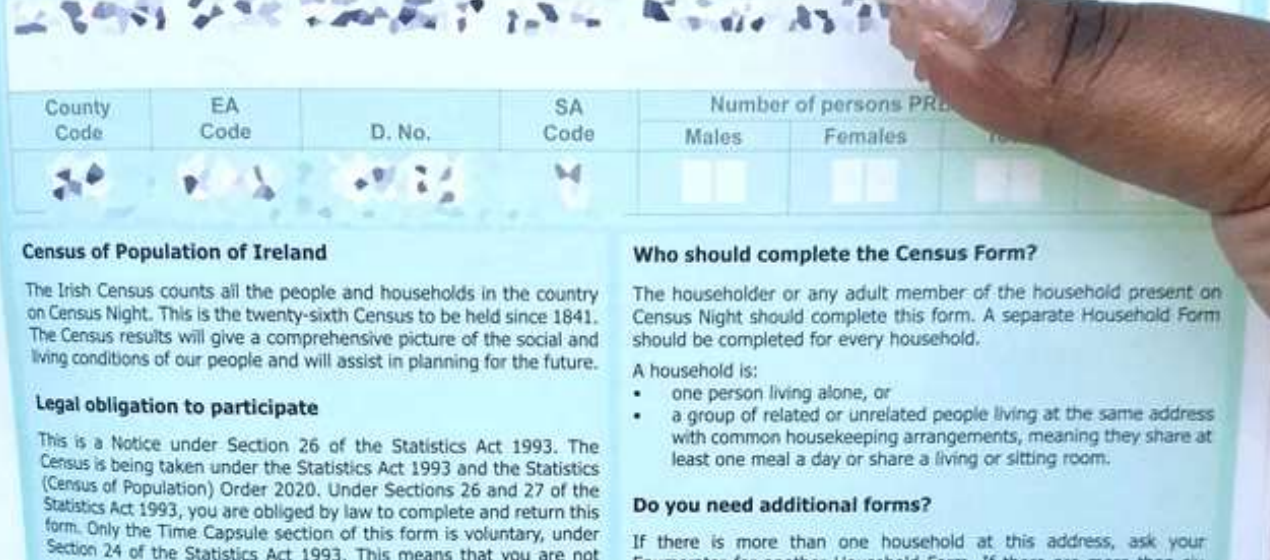 County Code
EA Code
D. No.
SA Code
Number of persons
Males
Females
Census of Population of Ireland
The Irish Census counts all the people and households in the country
on Census Night. This is the twenty-sixth Census to be held since 1841.
The Census results will give a comprehensive picture of the social and
living conditions of our people and will assist in planning for the future.
Legal obligation to participate
This is a Notice under Section 26 of the Statistics Act 1993. The
Census is being taken under the Statistics Act 1993 and the Statistics
(Census of Population) Order 2020. Under Sections 26 and 27 of the
Statistics Act 1993, you are obliged by law to complete and return this
form. Only the Time Capsule section of this form is voluntary, under
Section 24 of the Statistics Act 1993. This means that you are not
Who should complete the Census Form?
The householder or any adult member of the household present on
Census Night should complete this form. A separate Household Form
should be completed for every household.
A household is:
• one person living alone, or
• a group of related or unrelated people living at the same address
with common housekeeping arrangements, meaning they share at
least one meal a day or share a living or sitting room.
Do you need additional forms?
If there is more than one household at this address, ask your